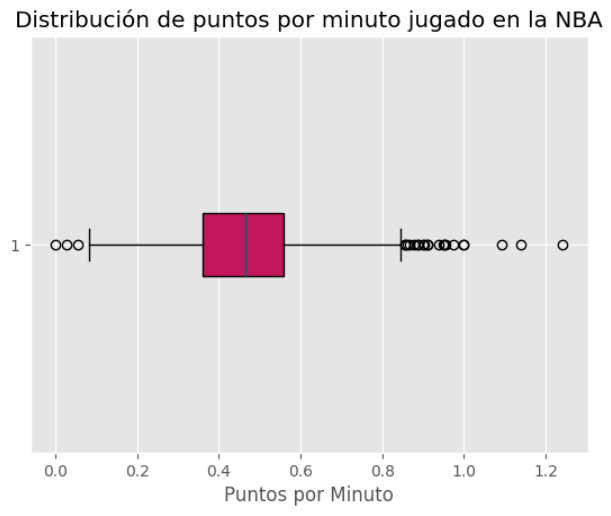 Distribución de puntos por minuto jugado en la NBA
1
0.0 0.2 0.4 0.6 0.8 1.0 1.2
Puntos por Minuto